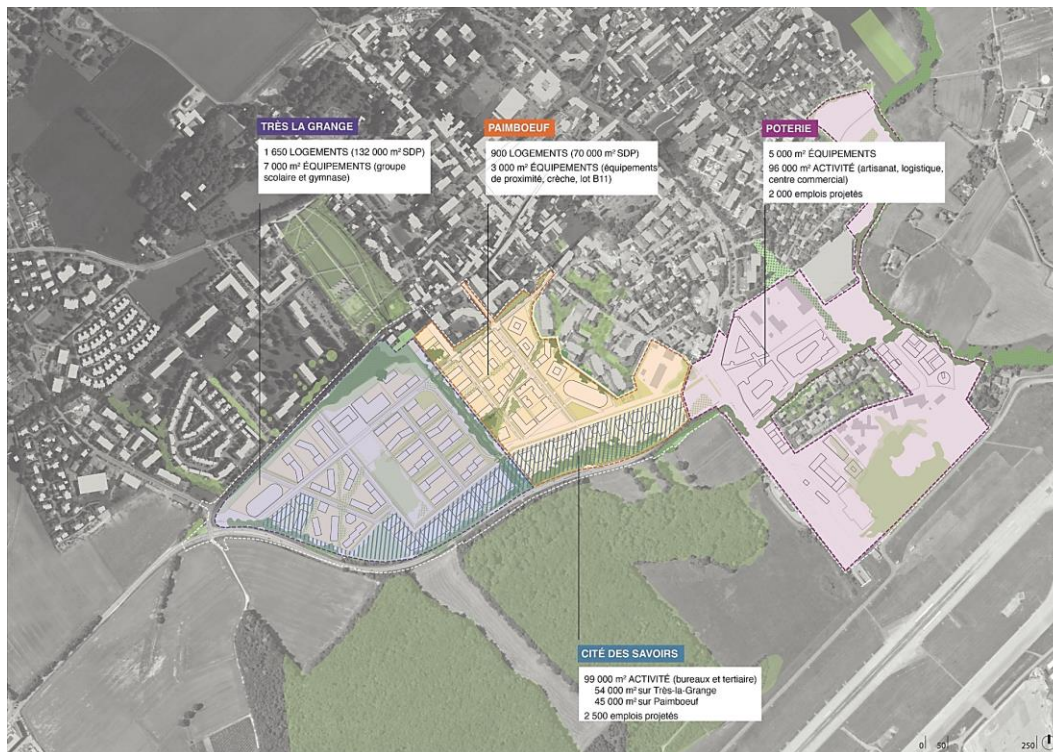 TRÈS LA GRANGE
1 650 LOGEMENTS (132 000 m² SDP)
7 000 m² ÉQUIPEMENTS (groupe
scolaire et gymnase)
PAIMBOEUF
900 LOGEMENTS (70 000 m² SDP)
3 000 m² ÉQUIPEMENTS (équipements
de proximité, crèche, lot B11)
POTERIE
5 000 m² ÉQUIPEMENTS
96 000 m² ACTIVITÉ (artisanat, logistique,
centre commercial)
2 000 emplois projetés
CITÉ DES SAVOIRS
99 000 m² ACTIVITÉ (bureaux et tertiaire)
54 000 m² sur Très-la-Grange
45 000 m² sur Paimboeuf
2 500 emplois projetés
0 50 250